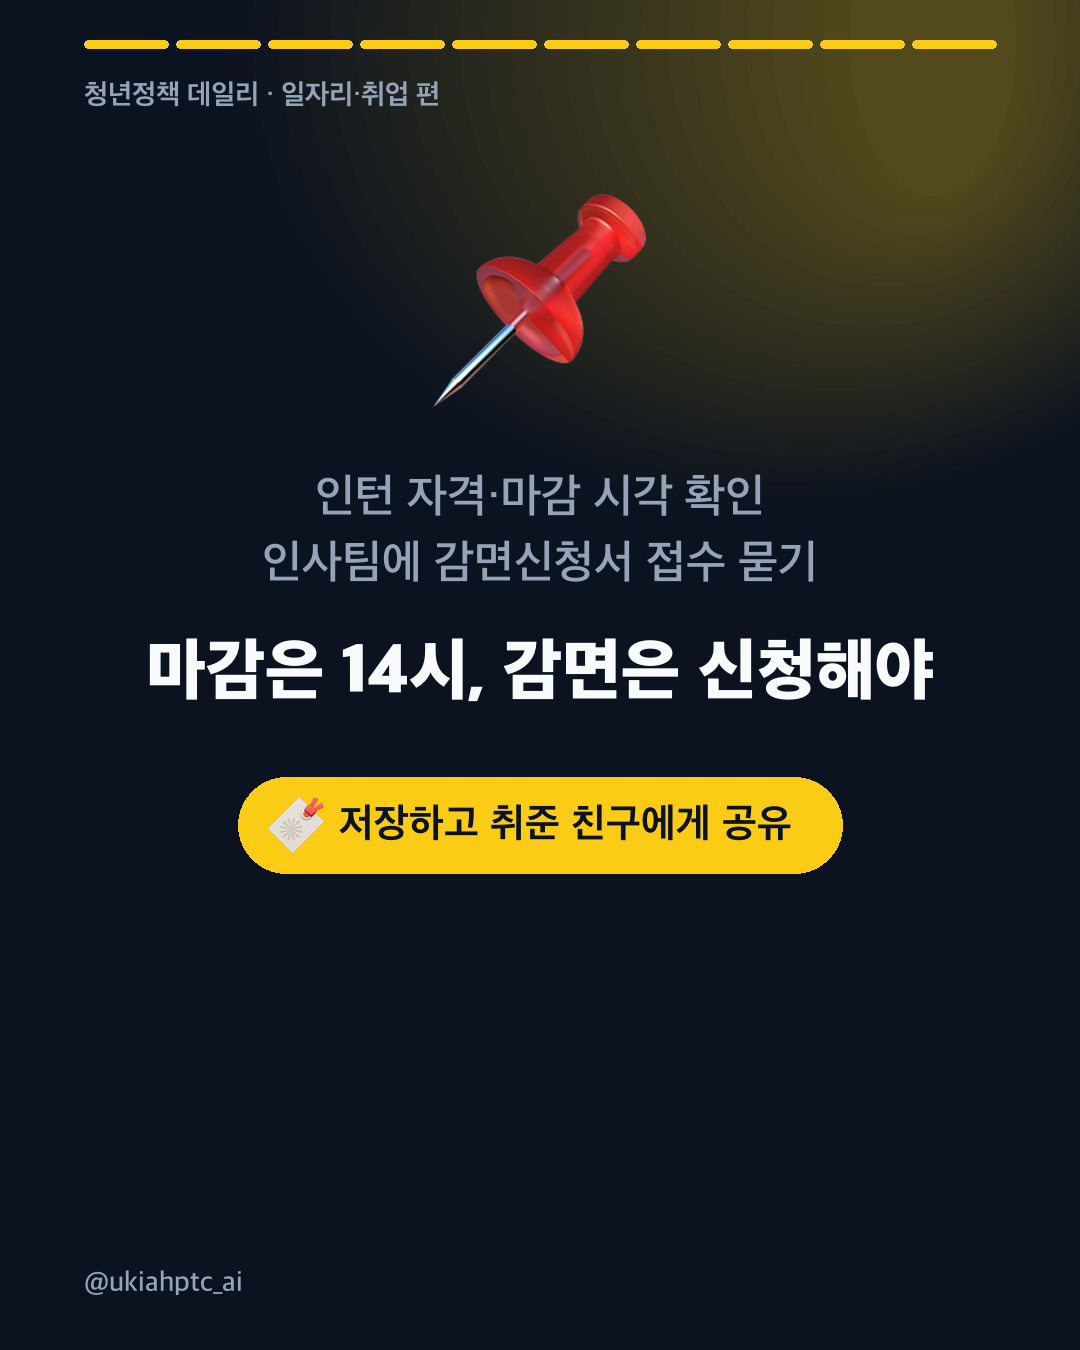 청년정책 데일리 · 일자리·취업 편
인턴 자격·마감 시각 확인
인사팀에 감면신청서 접수 묻기
마감은 14시, 감면은 신청해야
저장하고 취준 친구에게 공유
@ukiahptc_ai